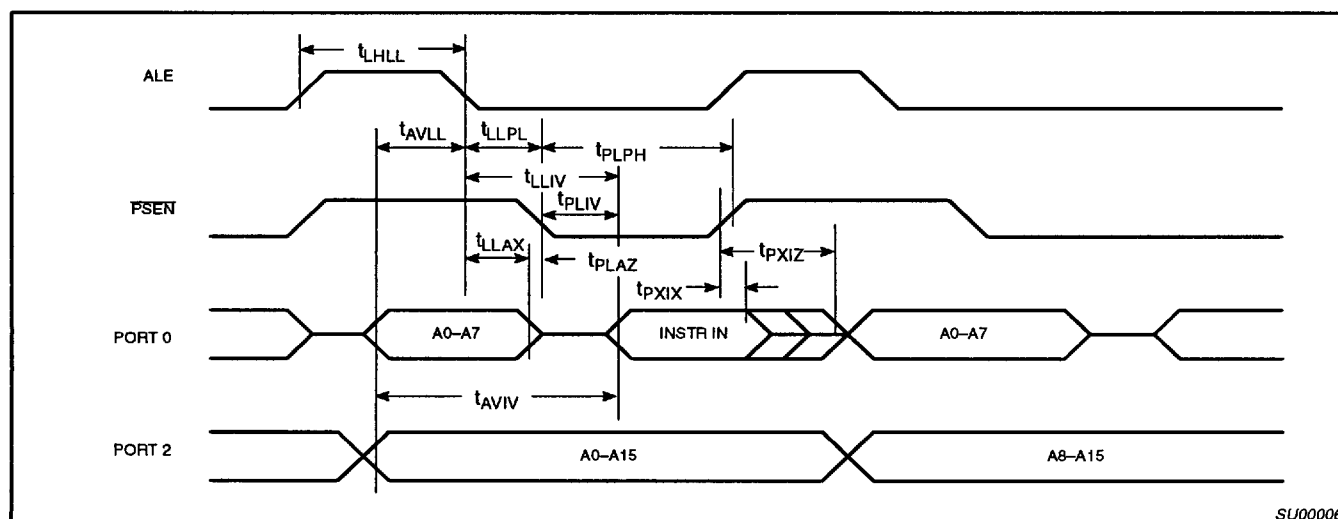 ALE
tLHLL
tAVLL
tLLPL
tPLPH
tLLIV
PSEN
tPLIV
tLLAX
tPLAZ
tPXIZ
tPXIX
PORT 0
A0–A7
INSTR IN
A0–A7
tAVIV
PORT 2
A0–A15
A8–A15